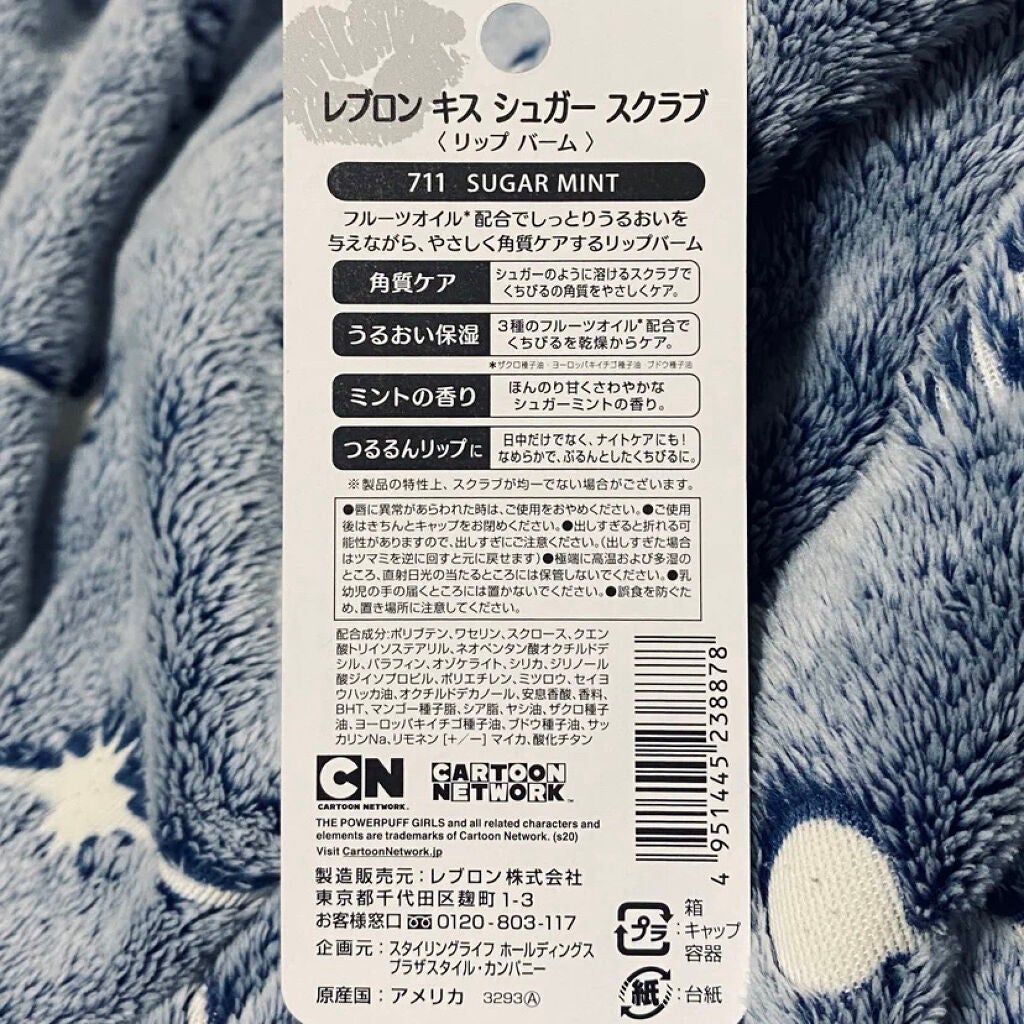 レブロン キス シュガー スクラブ
〈 リップ バーム 〉
711 SUGAR MINT
フルーツオイル*配合でしっとりうるおいを
与えながら、やさしく角質ケアするリップバーム
角質ケア
シュガーのように溶けるスクラブで
くちびるの角質をやさしくケア。
うるおい保湿
3種のフルーツオイル*配合で
くちびるを乾燥からケア。
*ザクロ種子油・ヨーロッパキイチゴ種子油・ブドウ種子油
ミントの香り
ほんのり甘くさわやかな
シュガーミントの香り。
つるるんリップに
日中だけでなく、ナイトケアにも!
なめらかで、ぷるんとしたくちびるに。
※製品の特性上、スクラブが均一でない場合がございます。
●唇に異常があらわれた時は、ご使用をおやめください。●ご使用
後はきちんとキャップをお閉めください。●出しすぎると折れる可
能性がありますので、出しすぎにご注意ください。(出しすぎた場合
はツマミを逆に回すと元に戻せます)●極端に高温および多湿の
ところ、直射日光の当たるところには保管しないでください。●乳
幼児の手の届くところには置かないでください。●誤食を防ぐた
め、置き場所に注意してください。
配合成分:ポリブテン、ワセリン、スクロース、クエン
酸トリイソステアリル、ネオペンタン酸オクチルドデ
シル、パラフィン、オゾケライト、シリカ、ジリノール
酸ジイソプロピル、ポリエチレン、ミツロウ、セイヨ
ウハッカ油、オクチルドデカノール、安息香酸、香料、
BHT、マンゴー種子脂、シア脂、ヤシ油、ザクロ種子
油、ヨーロッパキイチゴ種子油、ブドウ種子油、サッ
カリンNa、リモネン [+/-] マイカ、酸化チタン
4951445238878
CN
CARTOON NETWORK.
CARTOON
NETWORK™
THE POWERPUFF GIRLS and all related characters and
elements are trademarks of Cartoon Network. (s20)
Visit CartoonNetwork.jp
製造販売元:レブロン株式会社
東京都千代田区麹町1-3
お客様窓口 0120-803-117
企画元:スタイリングライフ ホールディングス
プラザスタイル・カンパニー
原産国:アメリカ 3293Ⓐ
プラ
:
箱
キャップ
容器
紙
:台紙